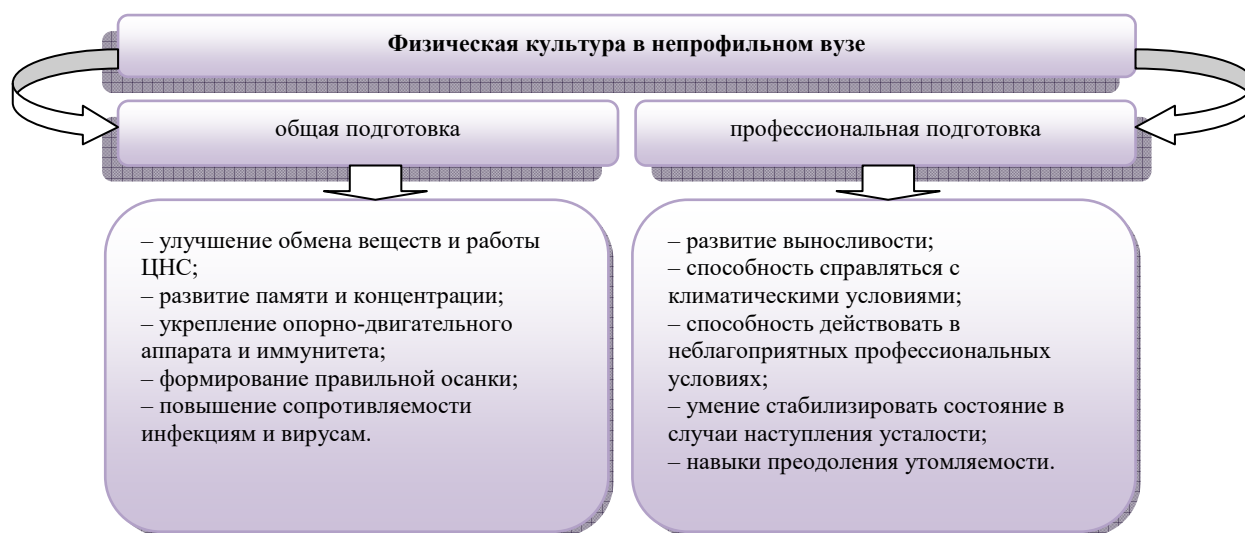 Физическая культура в непрофильном вузе
общая подготовка
профессиональная подготовка
– улучшение обмена веществ и работы
ЦНС;
– развитие памяти и концентрации;
– укрепление опорно-двигательного
аппарата и иммунитета;
– формирование правильной осанки;
– повышение сопротивляемости
инфекциям и вирусам.
– развитие выносливости;
– способность справляться с
климатическими условиями;
– способность действовать в
неблагоприятных профессиональных
условиях;
– умение стабилизировать состояние в
случаи наступления усталости;
– навыки преодоления утомляемости.